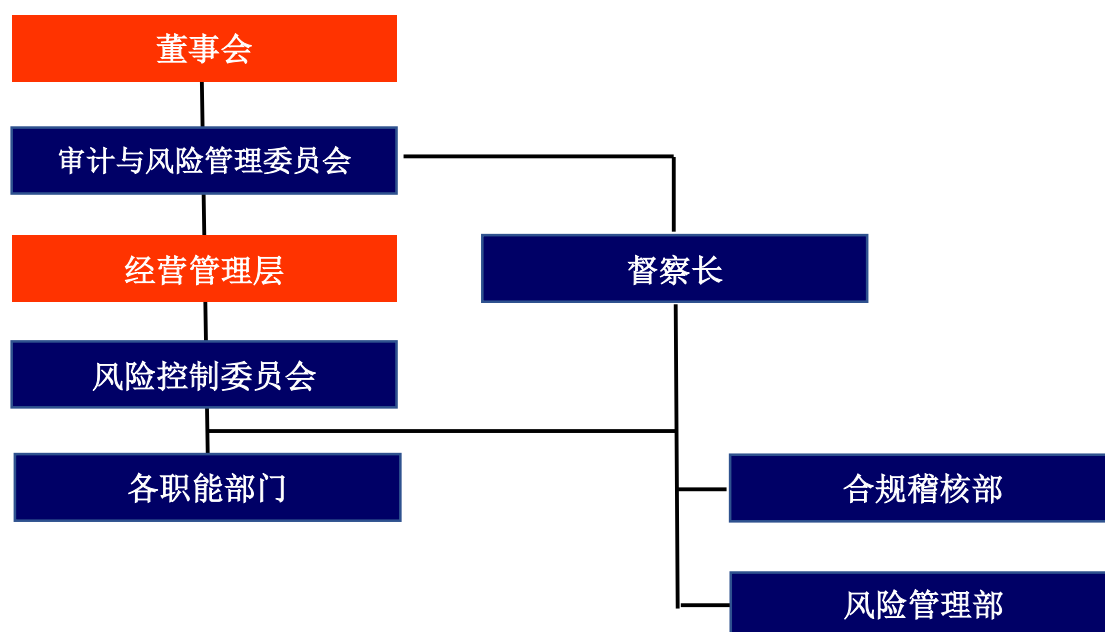 董事会
审计与风险管理委员会
经营管理层
督察长
风险控制委员会
各职能部门
合规稽核部
风险管理部